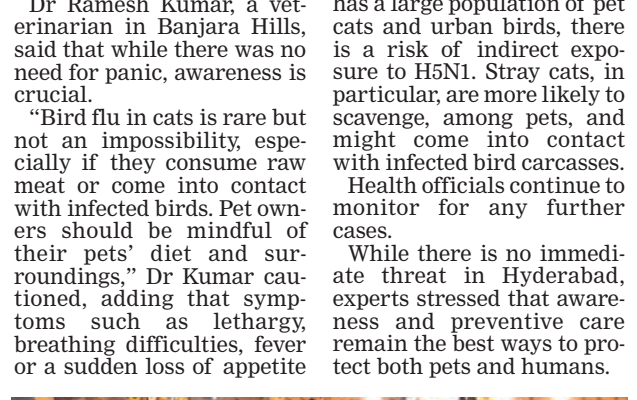 Dr Ramesh Kumar, a vet-
erinarian in Banjara Hills,
said that while there was no
need for panic, awareness is
crucial.
“Bird flu in cats is rare but
not an impossibility, espe-
cially if they consume raw
meat or come into contact
with infected birds. Pet own-
ers should be mindful of
their pets’ diet and sur-
roundings,” Dr Kumar cau-
tioned, adding that symp-
toms such as lethargy,
breathing difficulties, fever
or a sudden loss of appetite
has a large population of pet
cats and urban birds, there
is a risk of indirect expo-
sure to H5N1. Stray cats, in
particular, are more likely to
scavenge, among pets, and
might come into contact
with infected bird carcasses.
Health officials continue to
monitor for any further
cases.
While there is no immedi-
ate threat in Hyderabad,
experts stressed that aware-
ness and preventive care
remain the best ways to pro-
tect both pets and humans.